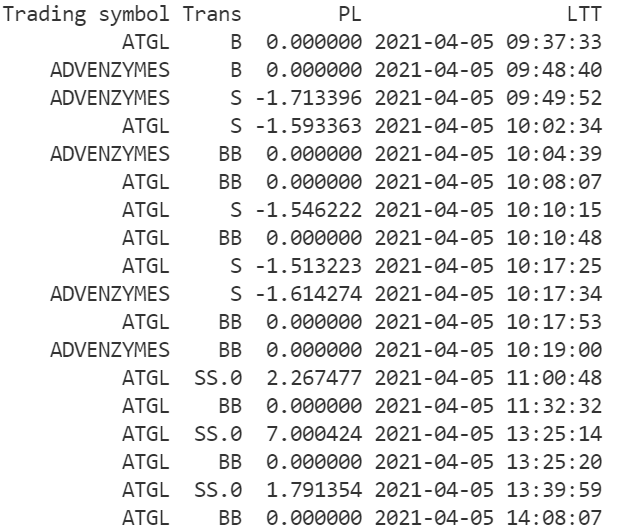 Trading symbol Trans PL LTT
ATGL B 0.000000 2021-04-05 09:37:33
ADVENZYMES B 0.000000 2021-04-05 09:48:40
ADVENZYMES S -1.713396 2021-04-05 09:49:52
ATGL S -1.593363 2021-04-05 10:02:34
ADVENZYMES BB 0.000000 2021-04-05 10:04:39
ATGL BB 0.000000 2021-04-05 10:08:07
ATGL S -1.546222 2021-04-05 10:10:15
ATGL BB 0.000000 2021-04-05 10:10:48
ATGL S -1.513223 2021-04-05 10:17:25
ADVENZYMES S -1.614274 2021-04-05 10:17:34
ATGL BB 0.000000 2021-04-05 10:17:53
ADVENZYMES BB 0.000000 2021-04-05 10:19:00
ATGL SS.0 2.267477 2021-04-05 11:00:48
ATGL BB 0.000000 2021-04-05 11:32:32
ATGL SS.0 7.000424 2021-04-05 13:25:14
ATGL BB 0.000000 2021-04-05 13:25:20
ATGL SS.0 1.791354 2021-04-05 13:39:59
ATGL BB 0.000000 2021-04-05 14:08:07